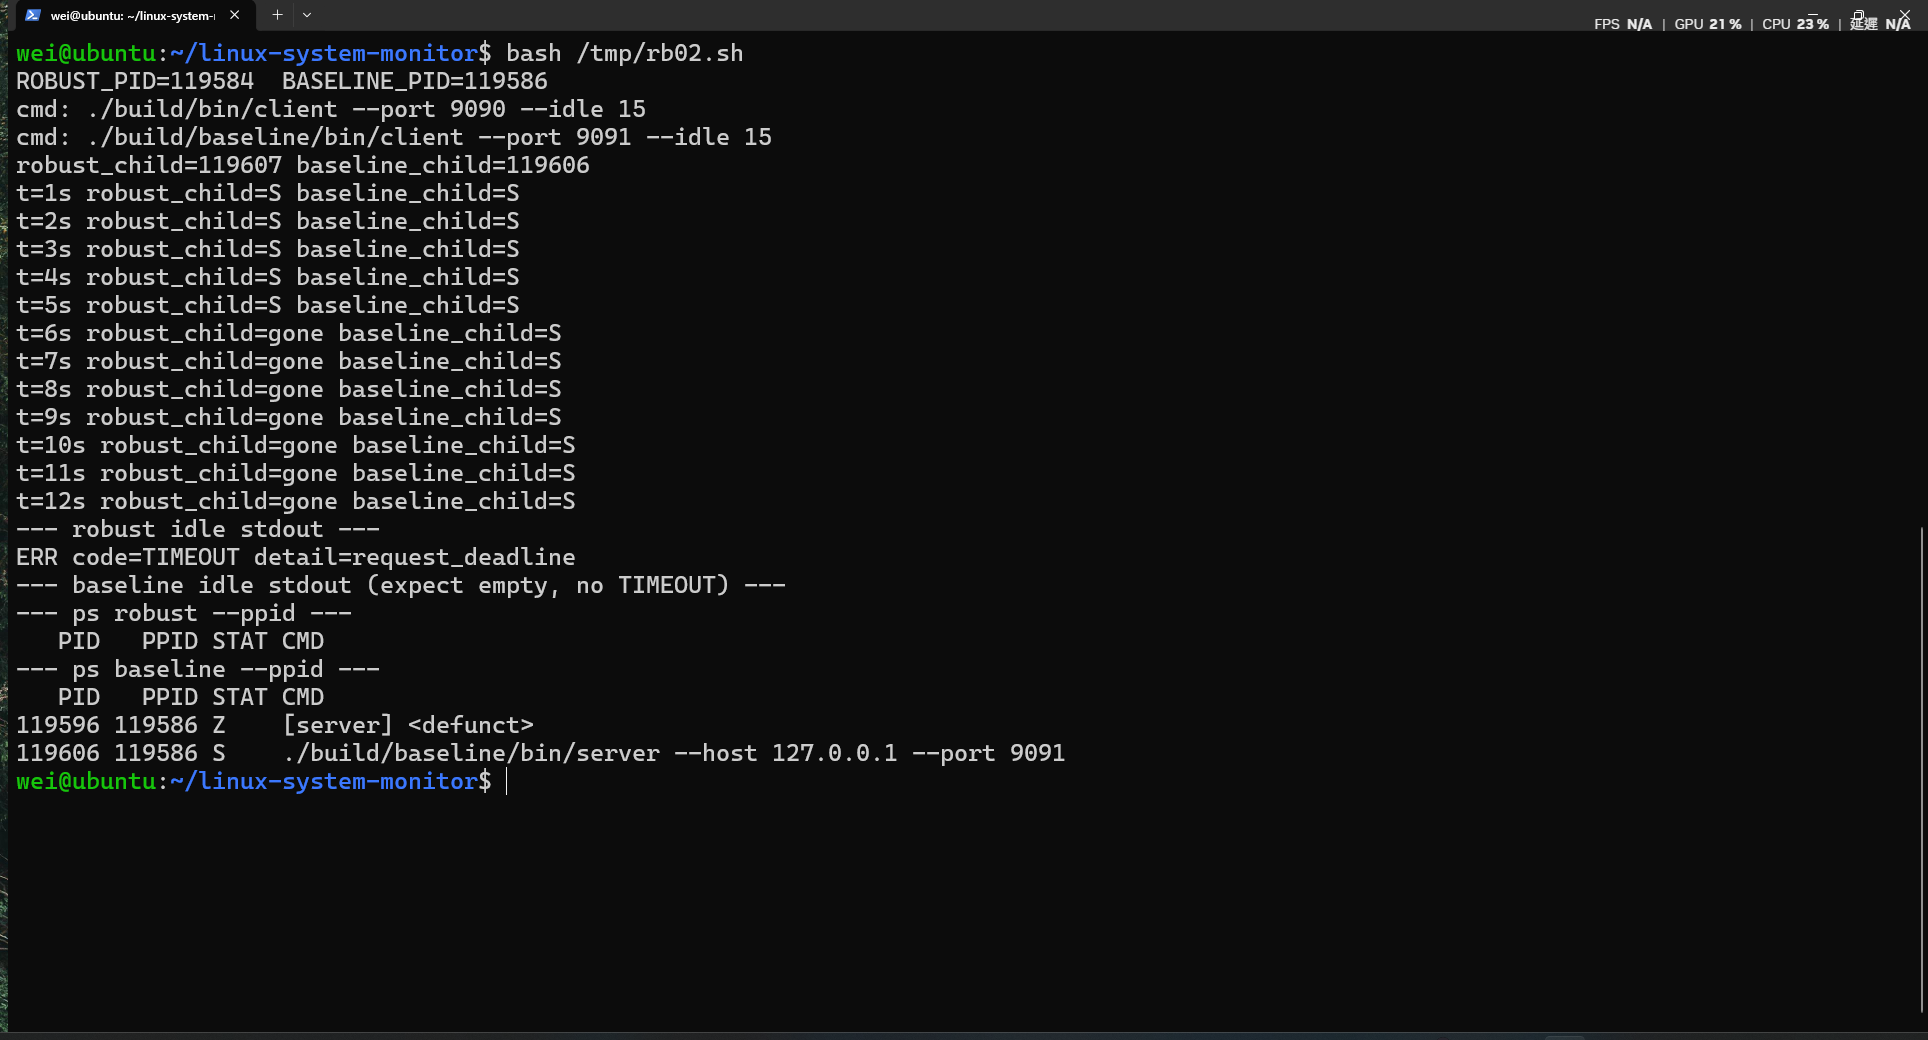 wei@ubuntu: ~/linux-system-ı
FPS N/A | GPU 21% | CPU 23% | 延遲 N/A
wei@ubuntu:~/linux-system-monitor$ bash /tmp/rb02.sh
ROBUST_PID=119584  BASELINE_PID=119586
cmd: ./build/bin/client --port 9090 --idle 15
cmd: ./build/baseline/bin/client --port 9091 --idle 15
robust_child=119607 baseline_child=119606
t=1s robust_child=S baseline_child=S
t=2s robust_child=S baseline_child=S
t=3s robust_child=S baseline_child=S
t=4s robust_child=S baseline_child=S
t=5s robust_child=S baseline_child=S
t=6s robust_child=gone baseline_child=S
t=7s robust_child=gone baseline_child=S
t=8s robust_child=gone baseline_child=S
t=9s robust_child=gone baseline_child=S
t=10s robust_child=gone baseline_child=S
t=11s robust_child=gone baseline_child=S
t=12s robust_child=gone baseline_child=S
--- robust idle stdout ---
ERR code=TIMEOUT detail=request_deadline
--- baseline idle stdout (expect empty, no TIMEOUT) ---
--- ps robust --ppid ---
   PID   PPID STAT CMD
--- ps baseline --ppid ---
   PID   PPID STAT CMD
119596 119586 Z    [server] <defunct>
119606 119586 S    ./build/baseline/bin/server --host 127.0.0.1 --port 9091
wei@ubuntu:~/linux-system-monitor$